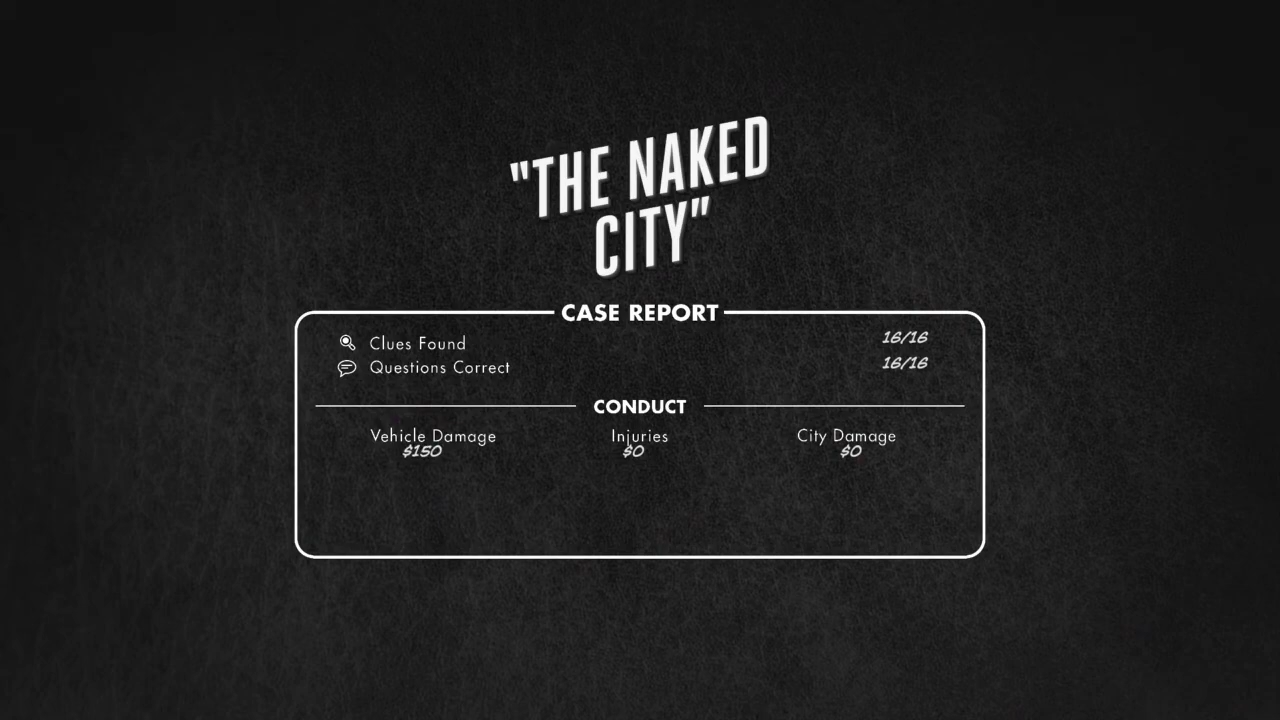 "THE NAKED
CITY"
CASE REPORT
Clues Found 16/16
Questions Correct 16/16
CONDUCT
Vehicle Damage Injuries City Damage
$150 $0 $0